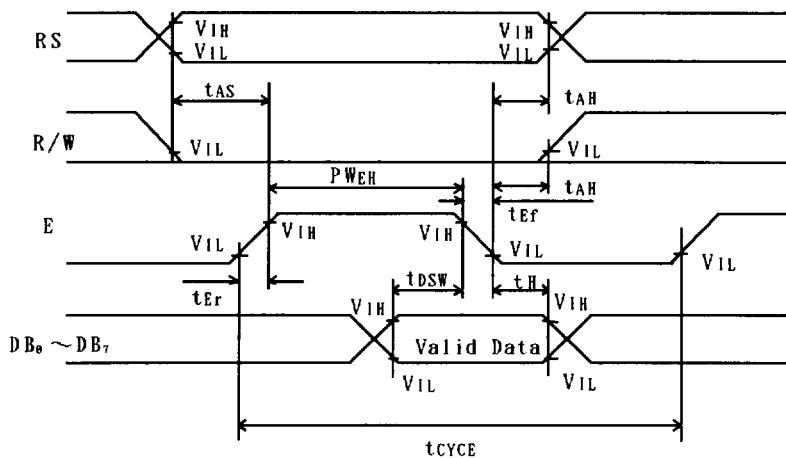 RS
VIH
VIL
VIH
VIL
tAS
tAH
R/W
VIL
VIL
PWEH
tAH
tEf
E
VIL
VIH
VIH
VIL
VIL
tEr
tDSW
tH
VIH
VIH
DB₀ ~DB₇
Valid Data
VIL
VIL
tCYCE